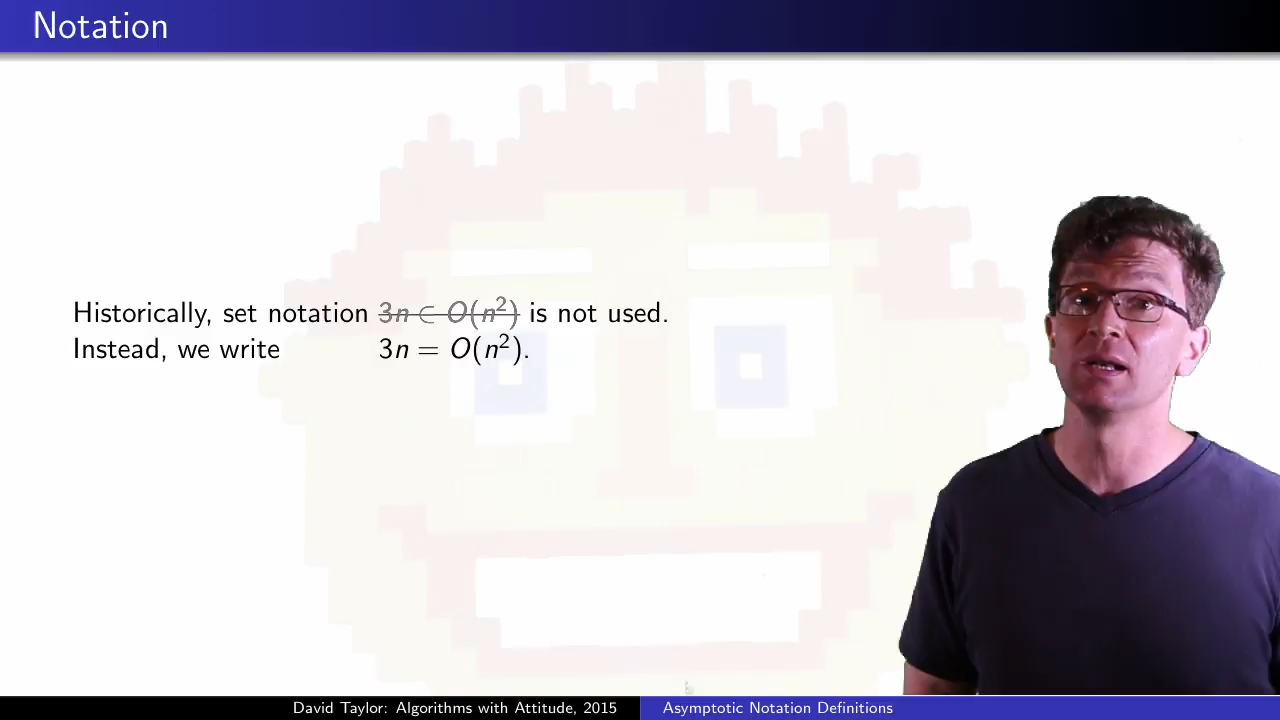 Notation
Historically, set notation 3n ⊂ O(n²) is not used.
Instead, we write 3n = O(n²).
David Taylor: Algorithms with Attitude, 2015
Asymptotic Notation Definitions